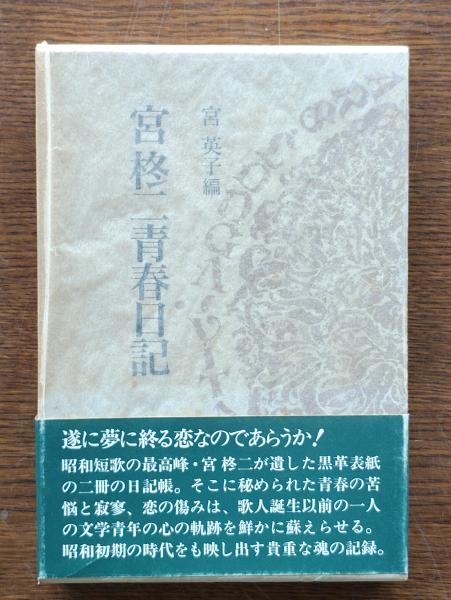 宮 英子編
宮 柊二青春日記
遂に夢に終る恋なのであらうか!
昭和短歌の最高峰・宮 柊二が遺した黒革表紙
の二冊の日記帳。そこに秘められた青春の苦
悩と寂寥、恋の傷みは、歌人誕生以前の一人
の文学青年の心の軌跡を鮮かに蘇えらせる。
昭和初期の時代をも映し出す貴重な魂の記録。